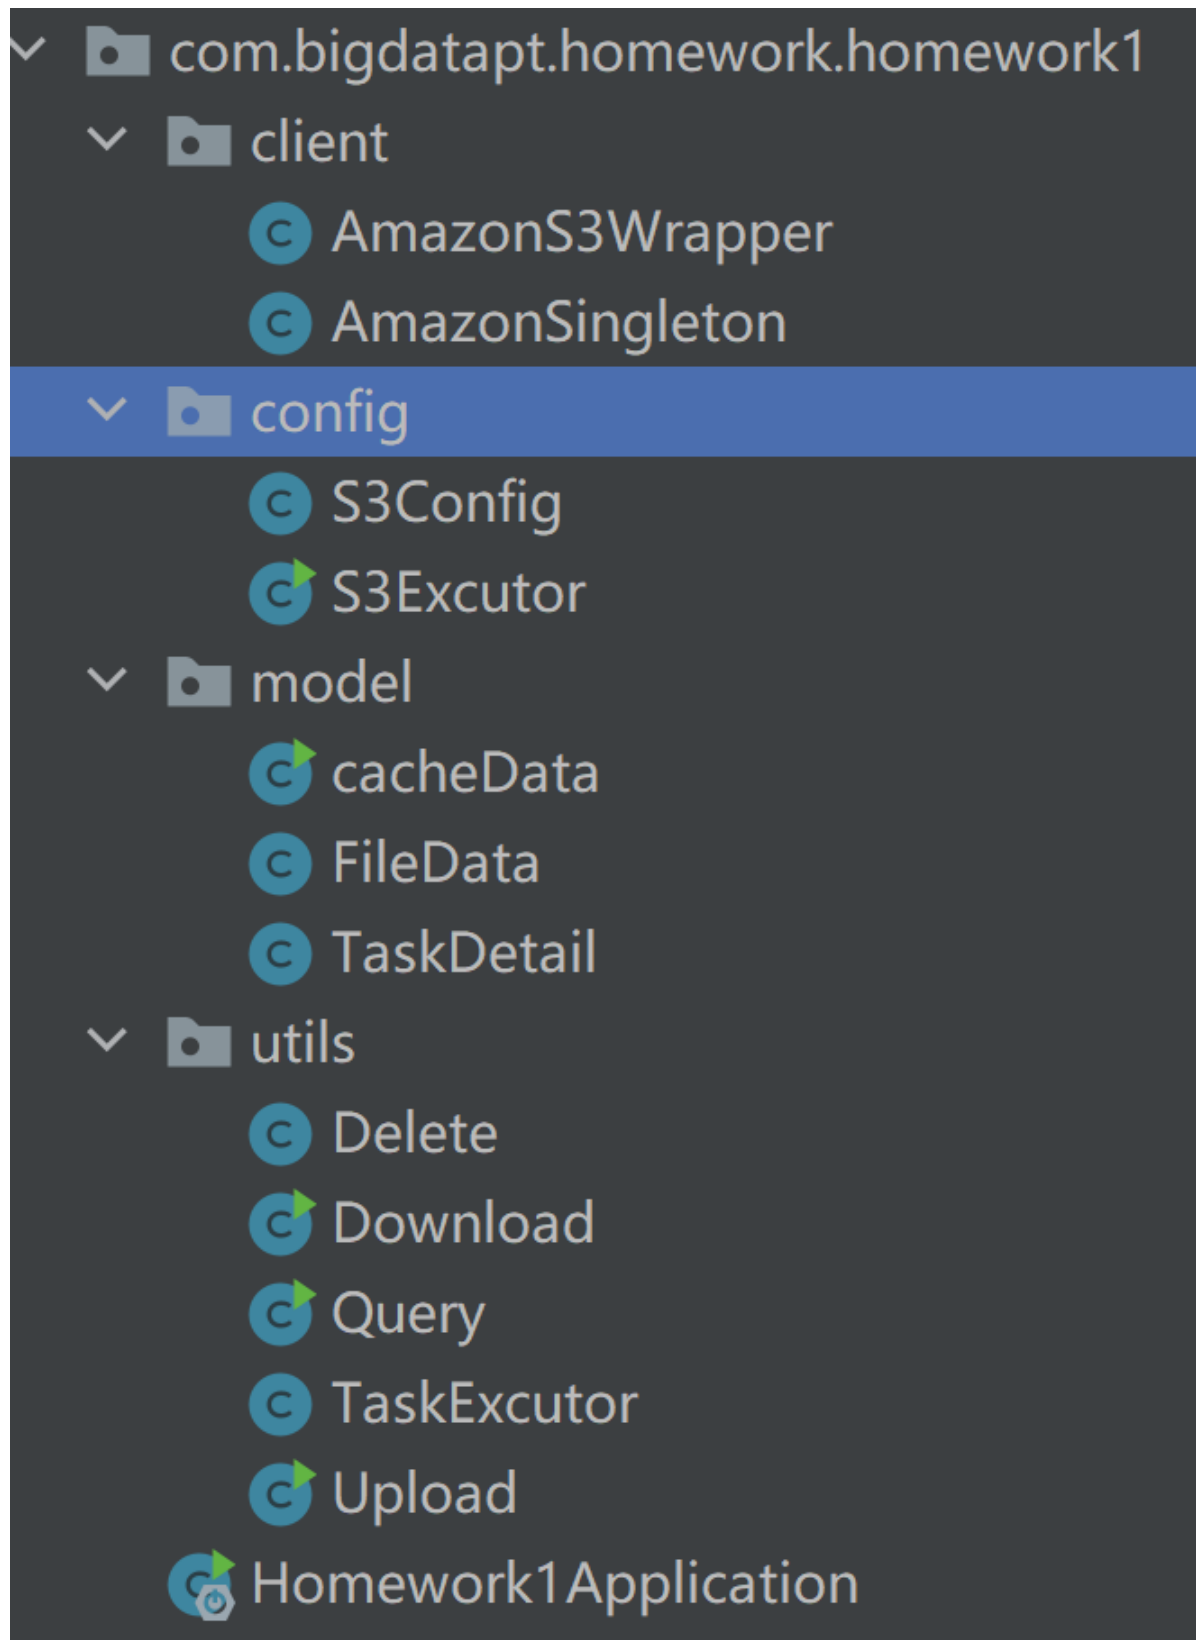 com.bigdatapt.homework.homework1
client
AmazonS3Wrapper
AmazonSingleton
config
S3Config
S3Excutor
model
cacheData
FileData
TaskDetail
utils
Delete
Download
Query
TaskExcutor
Upload
Homework1Application